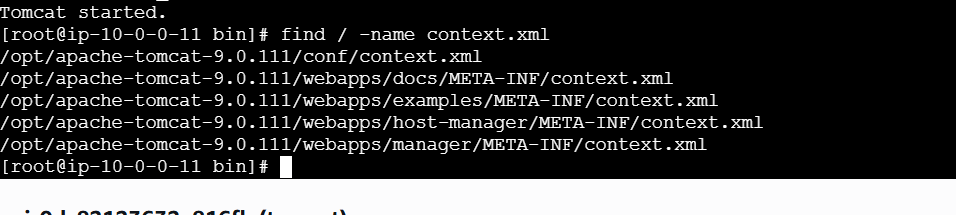 Tomcat started.
[root@ip-10-0-0-11 bin]# find / -name context.xml
/opt/apache-tomcat-9.0.111/conf/context.xml
/opt/apache-tomcat-9.0.111/webapps/docs/META-INF/context.xml
/opt/apache-tomcat-9.0.111/webapps/examples/META-INF/context.xml
/opt/apache-tomcat-9.0.111/webapps/host-manager/META-INF/context.xml
/opt/apache-tomcat-9.0.111/webapps/manager/META-INF/context.xml
[root@ip-10-0-0-11 bin]#